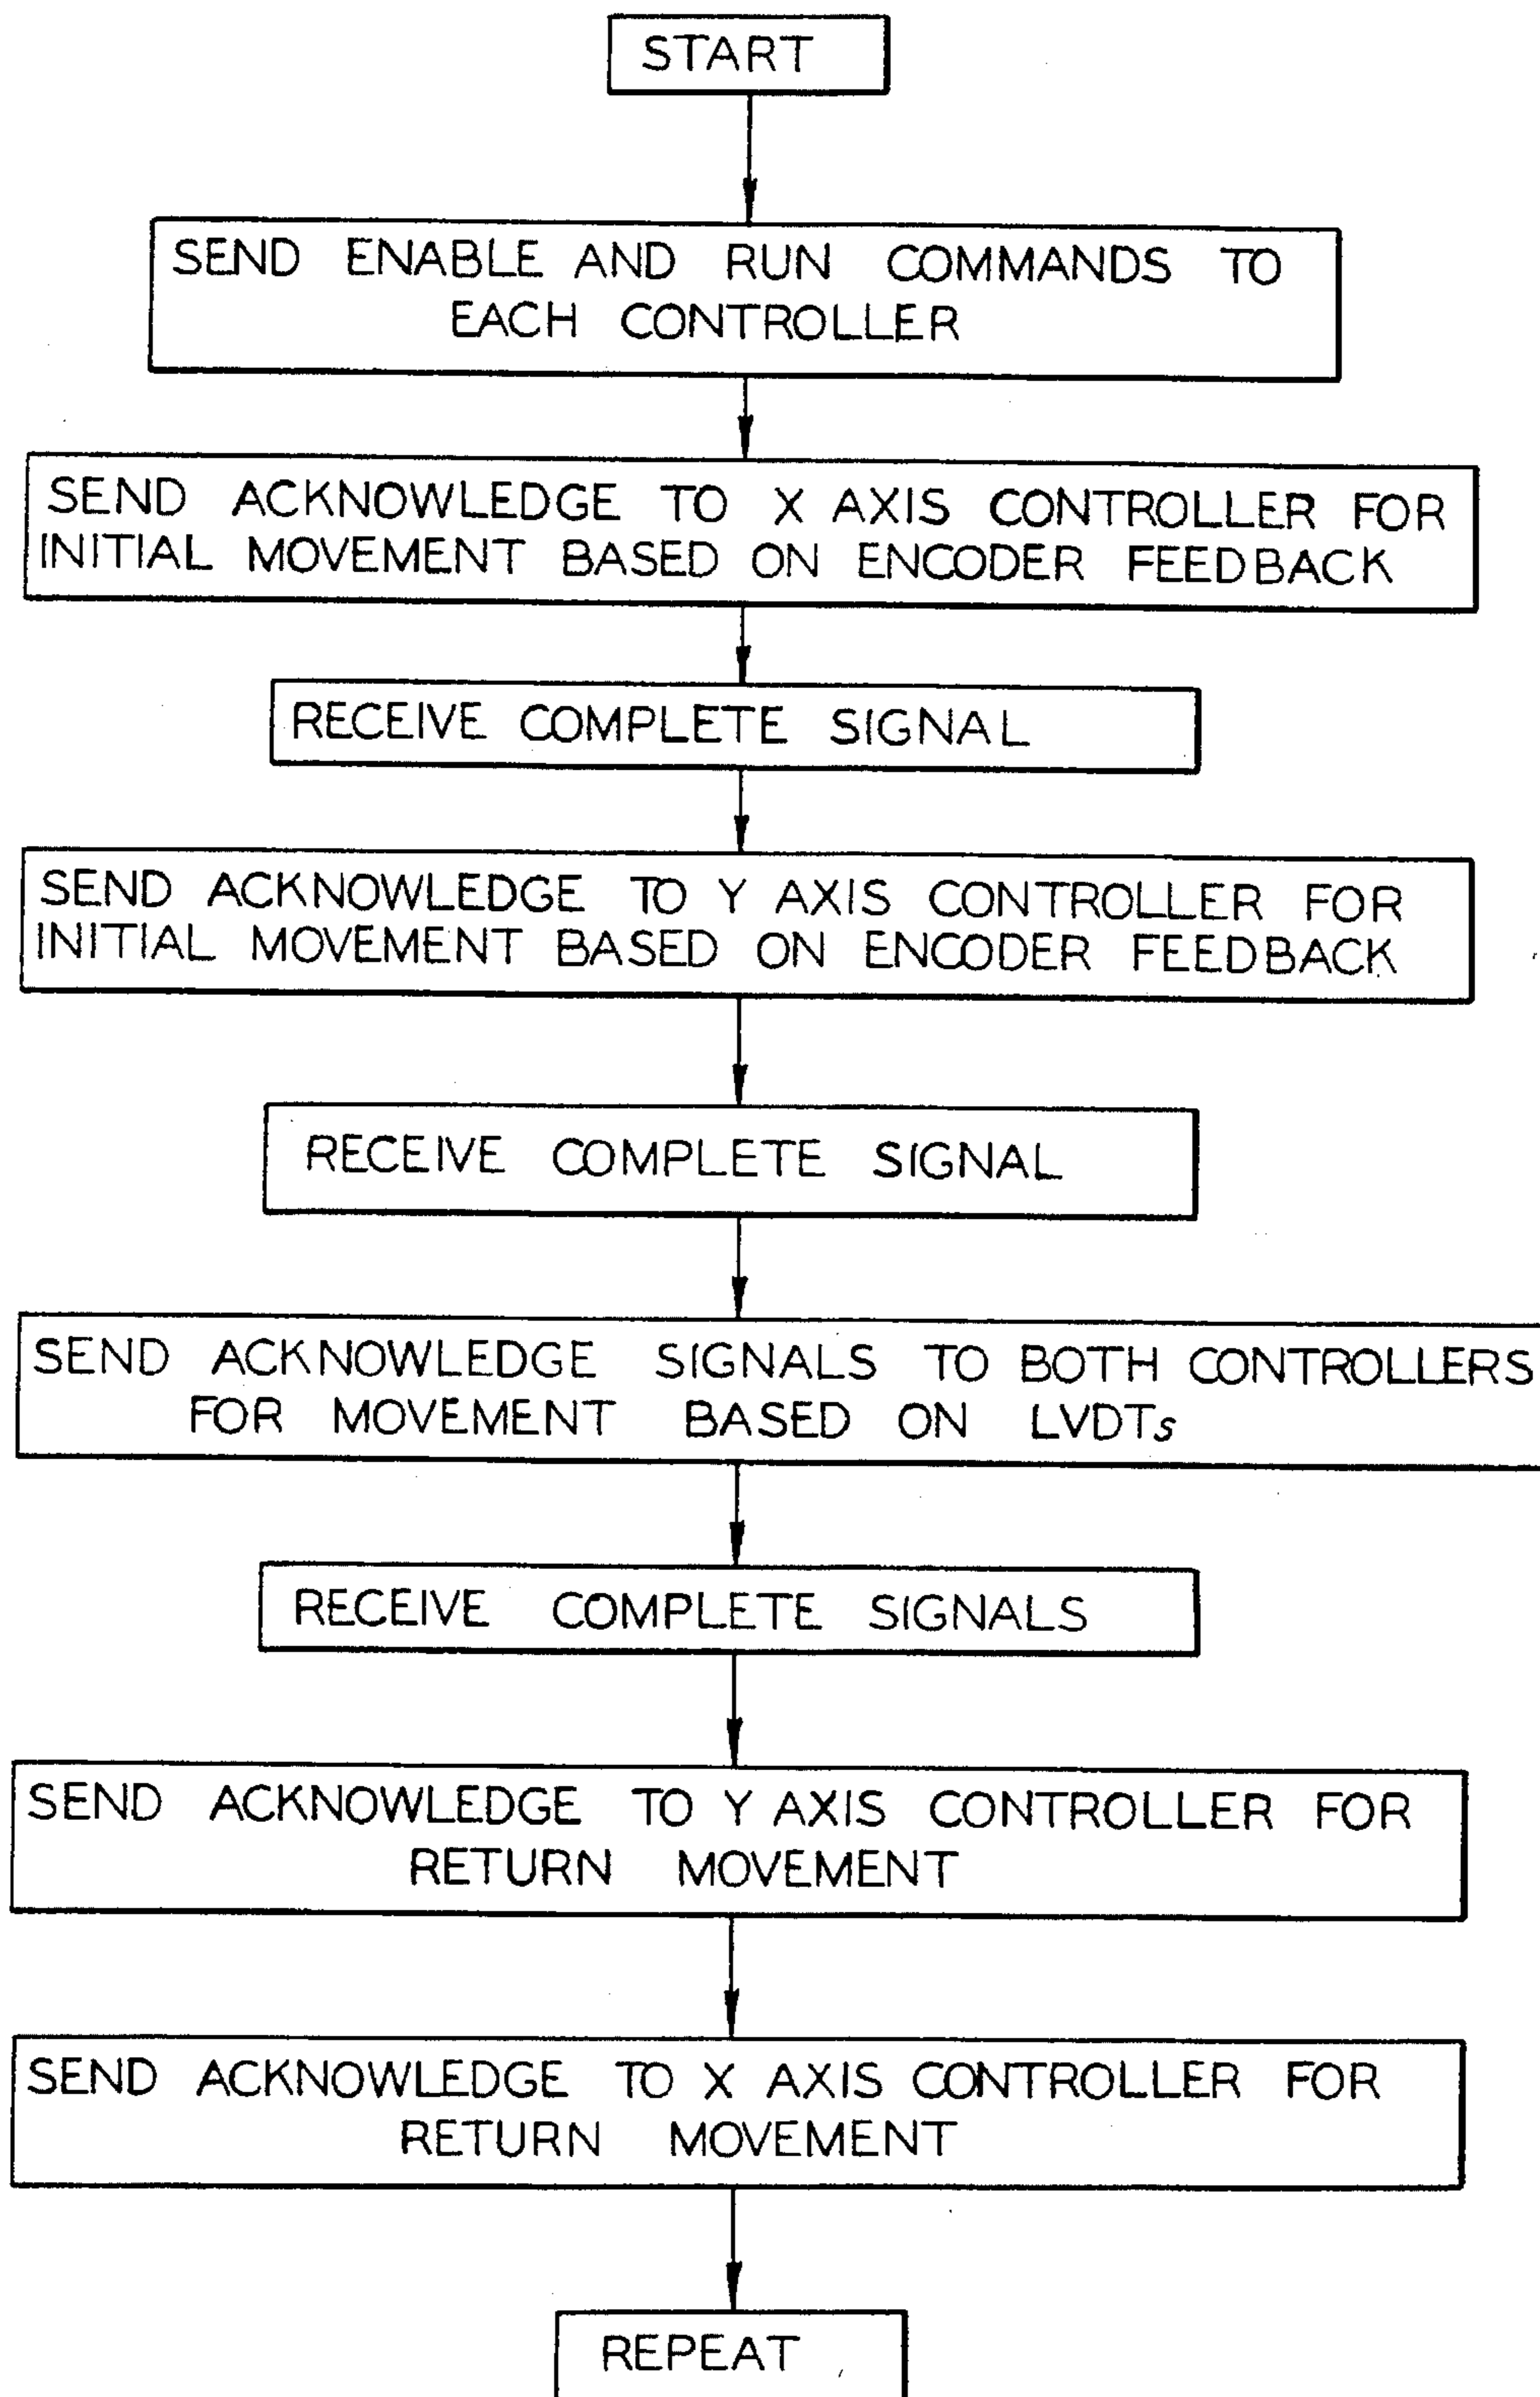 START
SEND ENABLE AND RUN COMMANDS TO
EACH CONTROLLER
SEND ACKNOWLEDGE TO X AXIS CONTROLLER FOR
INITIAL MOVEMENT BASED ON ENCODER FEEDBACK
RECEIVE COMPLETE SIGNAL
SEND ACKNOWLEDGE TO Y AXIS CONTROLLER FOR
INITIAL MOVEMENT BASED ON ENCODER FEEDBACK
RECEIVE COMPLETE SIGNAL
SEND ACKNOWLEDGE SIGNALS TO BOTH CONTROLLERS
FOR MOVEMENT BASED ON LVDTs
RECEIVE COMPLETE SIGNALS
SEND ACKNOWLEDGE TO Y AXIS CONTROLLER FOR
RETURN MOVEMENT
SEND ACKNOWLEDGE TO X AXIS CONTROLLER FOR
RETURN MOVEMENT
REPEAT